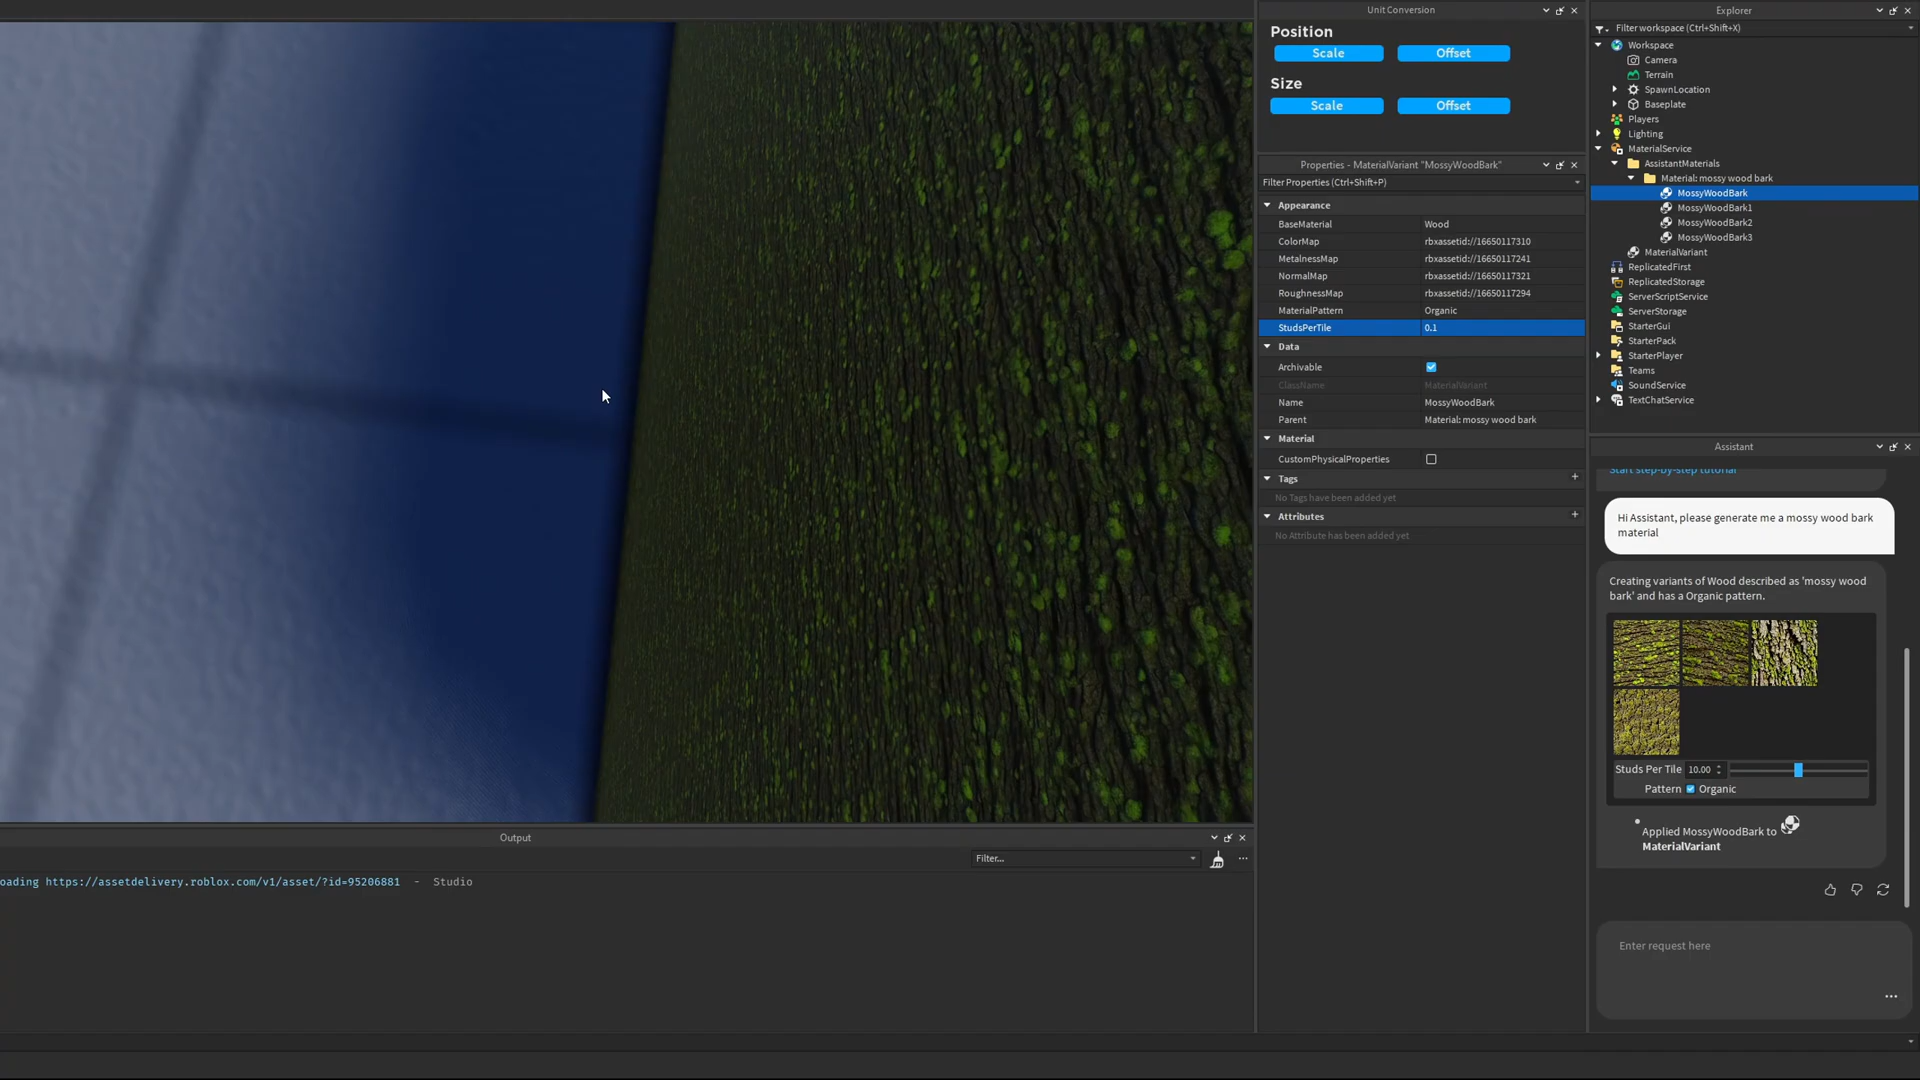 Unit Conversion
Position
Scale Offset
Size
Scale Offset
Properties - MaterialVariant "MossyWoodBark"
Filter Properties (Ctrl+Shift+P)
Appearance
BaseMaterial Wood
ColorMap rbxassetid://16650117310
MetalnessMap rbxassetid://16650117241
NormalMap rbxassetid://16650117321
RoughnessMap rbxassetid://16650117294
MaterialPattern Organic
StudsPerTile 0.1
Data
Archivable
ClassName MaterialVariant
Name MossyWoodBark
Parent Material: mossy wood bark
Material
CustomPhysicalProperties
Tags
No Tags have been added yet
Attributes
No Attribute has been added yet
Explorer
Filter workspace (Ctrl+Shift+X)
Workspace
Camera
Terrain
SpawnLocation
Baseplate
Players
Lighting
MaterialService
AssistantMaterials
Material: mossy wood bark
MossyWoodBark
MossyWoodBark1
MossyWoodBark2
MossyWoodBark3
MaterialVariant
ReplicatedFirst
ReplicatedStorage
ServerScriptService
ServerStorage
StarterGui
StarterPack
StarterPlayer
Teams
SoundService
TextChatService
Assistant
Start step-by-step tutorial
Hi Assistant, please generate me a mossy wood bark
material
Creating variants of Wood described as 'mossy wood
bark' and has a Organic pattern.
Studs Per Tile 10.00
Pattern Organic
Applied MossyWoodBark to
MaterialVariant
Enter request here
Output
Filter...
oading https://assetdelivery.roblox.com/v1/asset/?id=95206881 - Studio